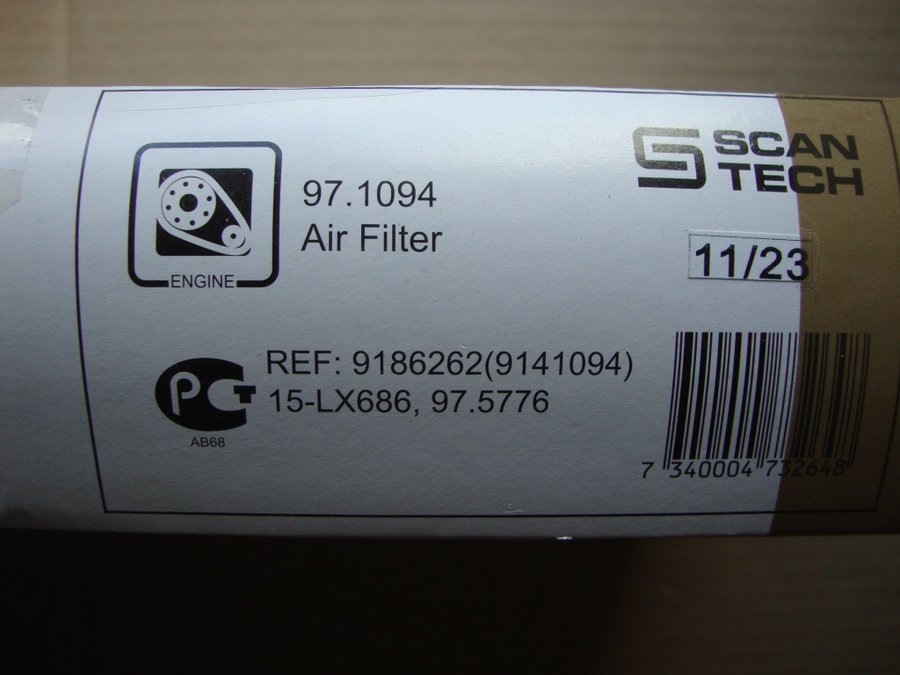 SCAN
TECH
97.1094
Air Filter
11/23
ENGINE
REF: 9186262(9141094)
15-LX686, 97.5776
РСТ
AB68
7 340004 732648